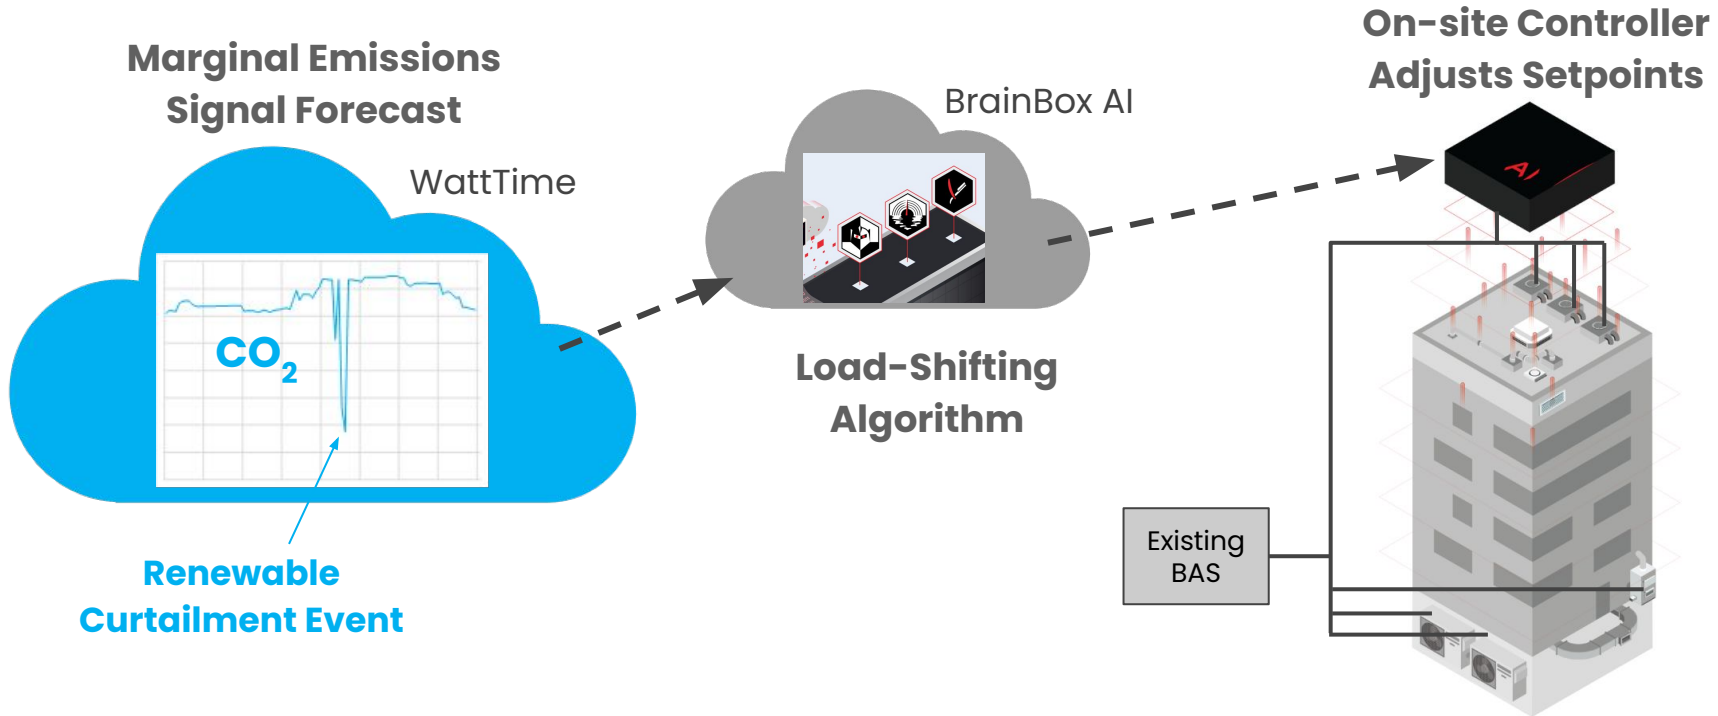 Marginal Emissions
Signal Forecast
WattTime
CO₂
Renewable
Curtailment Event
BrainBox AI
Load-Shifting
Algorithm
On-site Controller
Adjusts Setpoints
AI
Existing
BAS